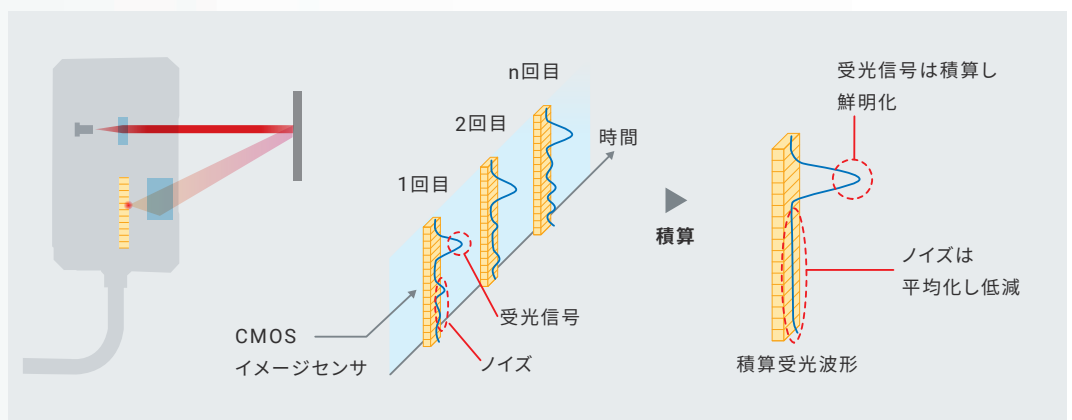 n回目
2回目
1回目
時間
受光信号
ノイズ
CMOS
イメージセンサ
積算
受光信号は積算し
鮮明化
ノイズは
平均化し低減
積算受光波形